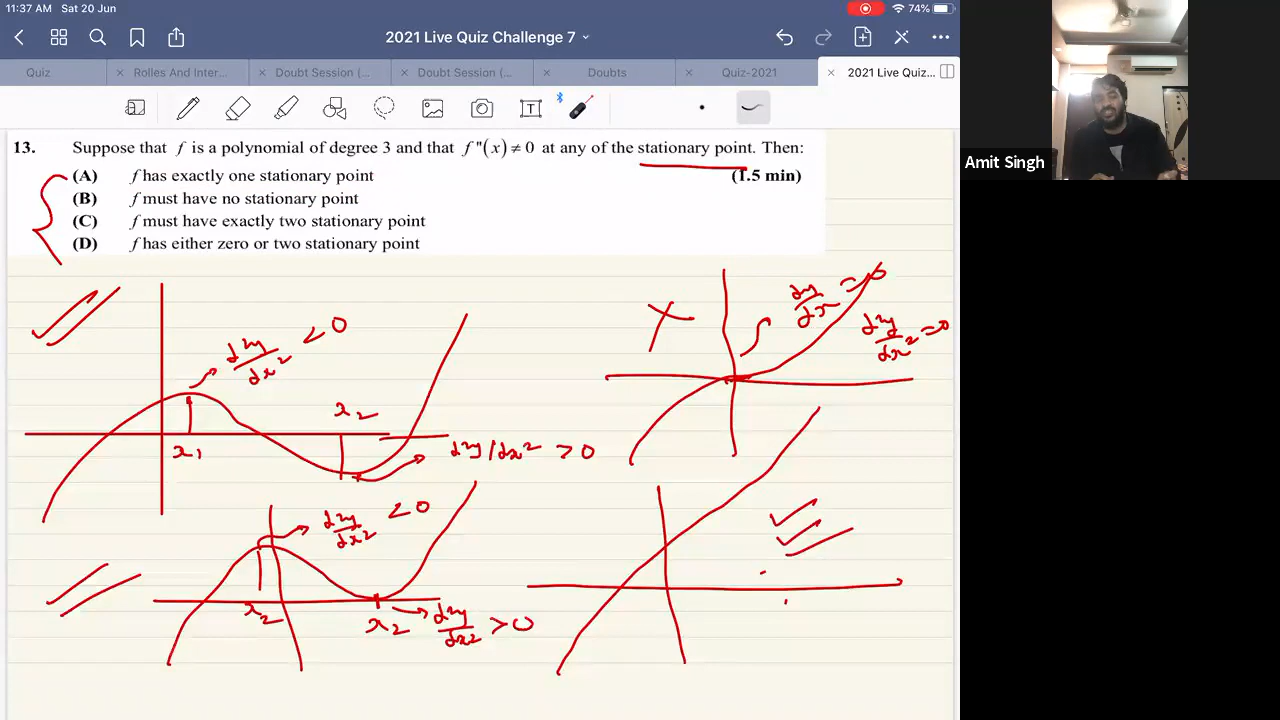 11:37 AM Sat 20 Jun
74%
2021 Live Quiz Challenge 7
Quiz
Rolles And Inter...
Doubt Session (...
Doubt Session (...
Doubts
Quiz-2021
2021 Live Quiz...
T
13. Suppose that f is a polynomial of degree 3 and that f "(x) ≠ 0 at any of the stationary point. Then:
(A) f has exactly one stationary point (1.5 min)
(B) f must have no stationary point
(C) f must have exactly two stationary point
(D) f has either zero or two stationary point
Amit Singh
d²y/dx² < 0
dy/dx = 0
d²y/dx² = 0
x₂
x₁
d²y/dx² > 0
d²y/dx² < 0
x₂
x₂
d²y/dx² > 0